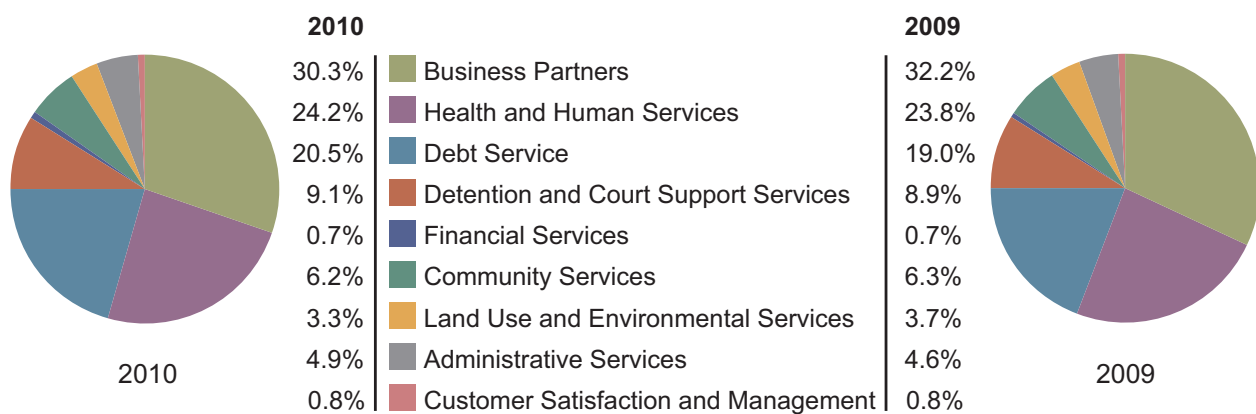 2010 2009
30.3% Business Partners 32.2%
24.2% Health and Human Services 23.8%
20.5% Debt Service 19.0%
9.1% Detention and Court Support Services 8.9%
0.7% Financial Services 0.7%
6.2% Community Services 6.3%
3.3% Land Use and Environmental Services 3.7%
4.9% Administrative Services 4.6%
0.8% Customer Satisfaction and Management 0.8%
2010
2009